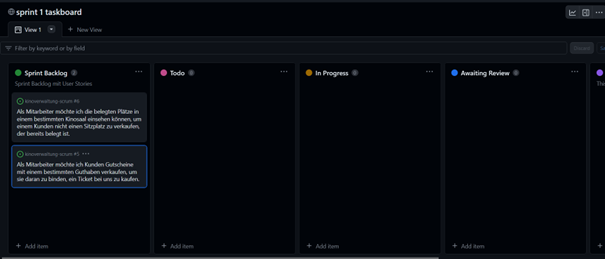 sprint 1 taskboard
View 1
+ New View
Filter by keyword or by field
Discard
Sprint Backlog 2
Sprint Backlog mit User Stories
kinoverwaltung-scrum #6
Als Mitarbeiter möchte ich die belegten Plätze in
einem bestimmten Kinosaal einsehen können, um
einem Kunden nicht einen Sitzplatz zu verkaufen,
der bereits belegt ist.
kinoverwaltung-scrum #5
Als Mitarbeiter möchte ich Kunden Gutscheine
mit einem bestimmten Guthaben verkaufen, um
sie daran zu binden, ein Ticket bei uns zu kaufen.
+ Add item
Todo 0
+ Add item
In Progress 0
+ Add item
Awaiting Review 0
+ Add item